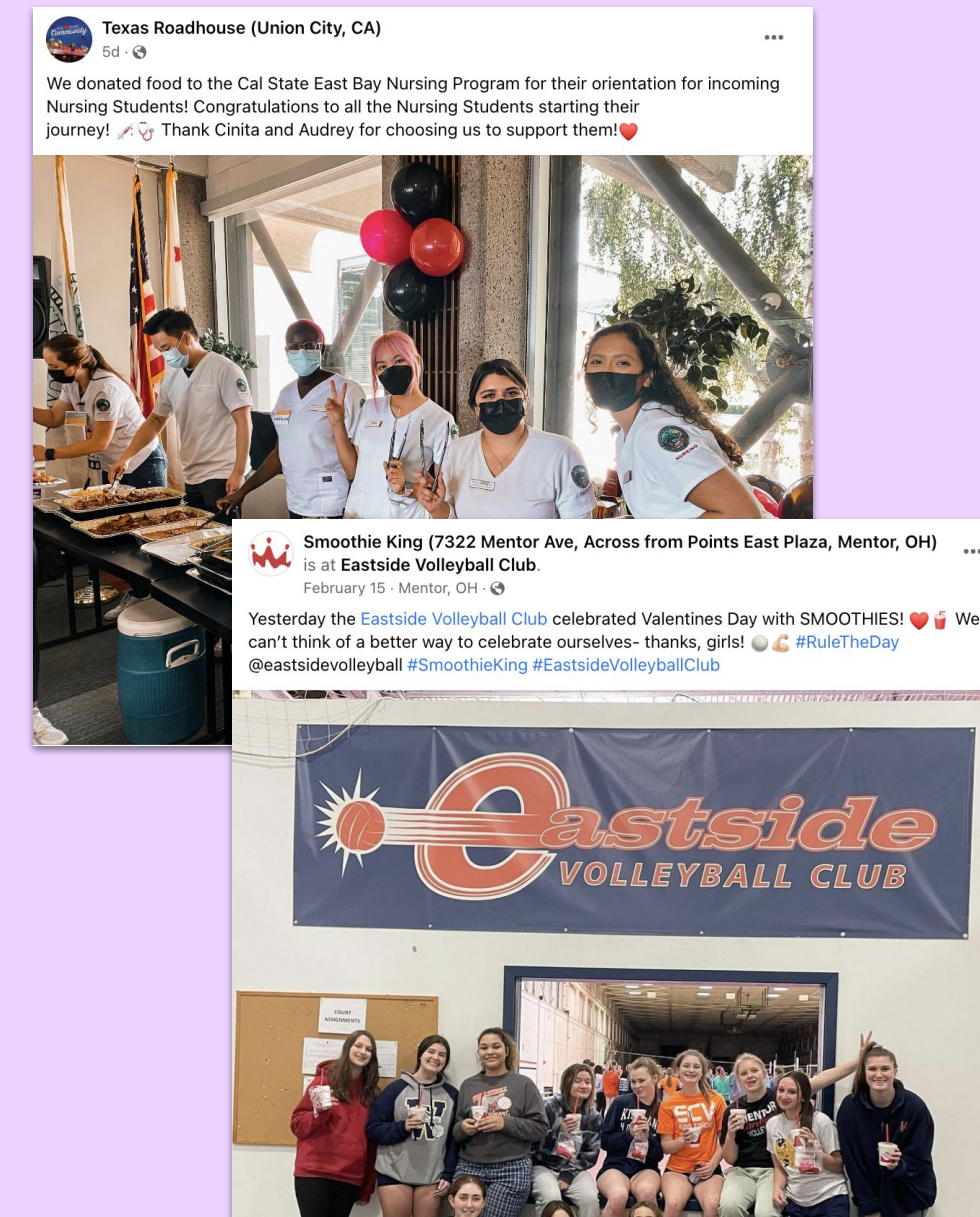 Texas Roadhouse (Union City, CA)
5d ·
We donated food to the Cal State East Bay Nursing Program for their orientation for incoming
Nursing Students! Congratulations to all the Nursing Students starting their
journey! 💉🩺 Thank Cinita and Audrey for choosing us to support them!❤️
Community
NURSING
Smoothie King (7322 Mentor Ave, Across from Points East Plaza, Mentor, OH)
is at Eastside Volleyball Club.
February 15 · Mentor, OH ·
Yesterday the Eastside Volleyball Club celebrated Valentines Day with SMOOTHIES! ❤️🥤 We
can't think of a better way to celebrate ourselves- thanks, girls! 🏐💪🏼 #RuleTheDay
@eastsidevolleyball #SmoothieKing #EastsideVolleyballClub
eastside
VOLLEYBALL CLUB
COURT
ASSIGNMENTS
W
SCV